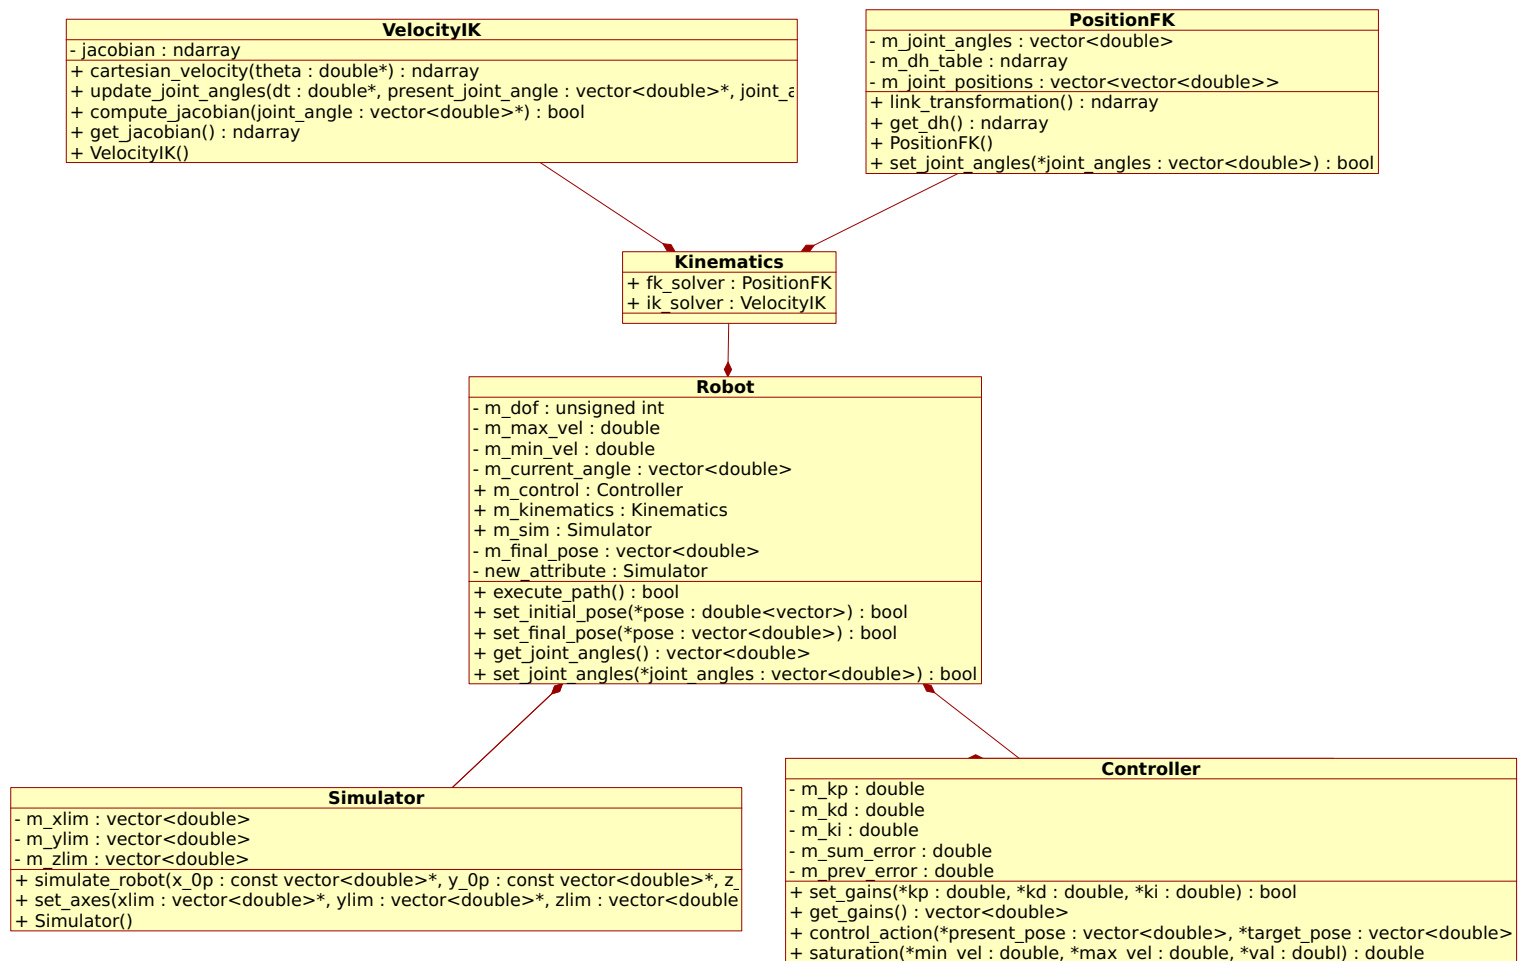 VelocityIK
- jacobian : ndarray
+ cartesian_velocity(theta : double*) : ndarray
+ update_joint_angles(dt : double*, present_joint_angle : vector<double>*, joint_a
+ compute_jacobian(joint_angle : vector<double>*) : bool
+ get_jacobian() : ndarray
+ VelocityIK()
PositionFK
- m_joint_angles : vector<double>
- m_dh_table : ndarray
- m_joint_positions : vector<vector<double>>
+ link_transformation() : ndarray
+ get_dh() : ndarray
+ PositionFK()
+ set_joint_angles(*joint_angles : vector<double>) : bool
Kinematics
+ fk_solver : PositionFK
+ ik_solver : VelocityIK
Robot
- m_dof : unsigned int
- m_max_vel : double
- m_min_vel : double
- m_current_angle : vector<double>
+ m_control : Controller
+ m_kinematics : Kinematics
+ m_sim : Simulator
- m_final_pose : vector<double>
- new_attribute : Simulator
+ execute_path() : bool
+ set_initial_pose(*pose : double<vector>) : bool
+ set_final_pose(*pose : vector<double>) : bool
+ get_joint_angles() : vector<double>
+ set_joint_angles(*joint_angles : vector<double>) : bool
Simulator
- m_xlim : vector<double>
- m_ylim : vector<double>
- m_zlim : vector<double>
+ simulate_robot(x_0p : const vector<double>*, y_0p : const vector<double>*, z_
+ set_axes(xlim : vector<double>*, ylim : vector<double>*, zlim : vector<double
+ Simulator()
Controller
- m_kp : double
- m_kd : double
- m_ki : double
- m_sum_error : double
- m_prev_error : double
+ set_gains(*kp : double, *kd : double, *ki : double) : bool
+ get_gains() : vector<double>
+ control_action(*present_pose : vector<double>, *target_pose : vector<double>
+ saturation(*min_vel : double, *max_vel : double, *val : doubl) : double